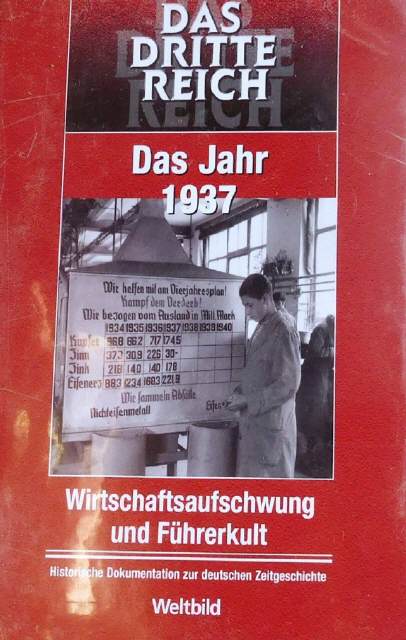 DAS
DRITTE
REICH
Das Jahr
1937
Wir helfen mit am Vierjahresplan!
Kampf dem Verderb!
Wir bezogen vom Ausland in Mill. Mark
1934 1935 1936 1937 1938 1939 1940
Kupfer 968 662 717 1745
Zinn 373 309 226 30-
Zink 218 140 140 178
Eisenerz 883 1234 1683 2219
Wir sammeln Abfälle
Nichteisenmetall Eisen
Wirtschaftsaufschwung
und Führerkult
Historische Dokumentation zur deutschen Zeitgeschichte
Weltbild